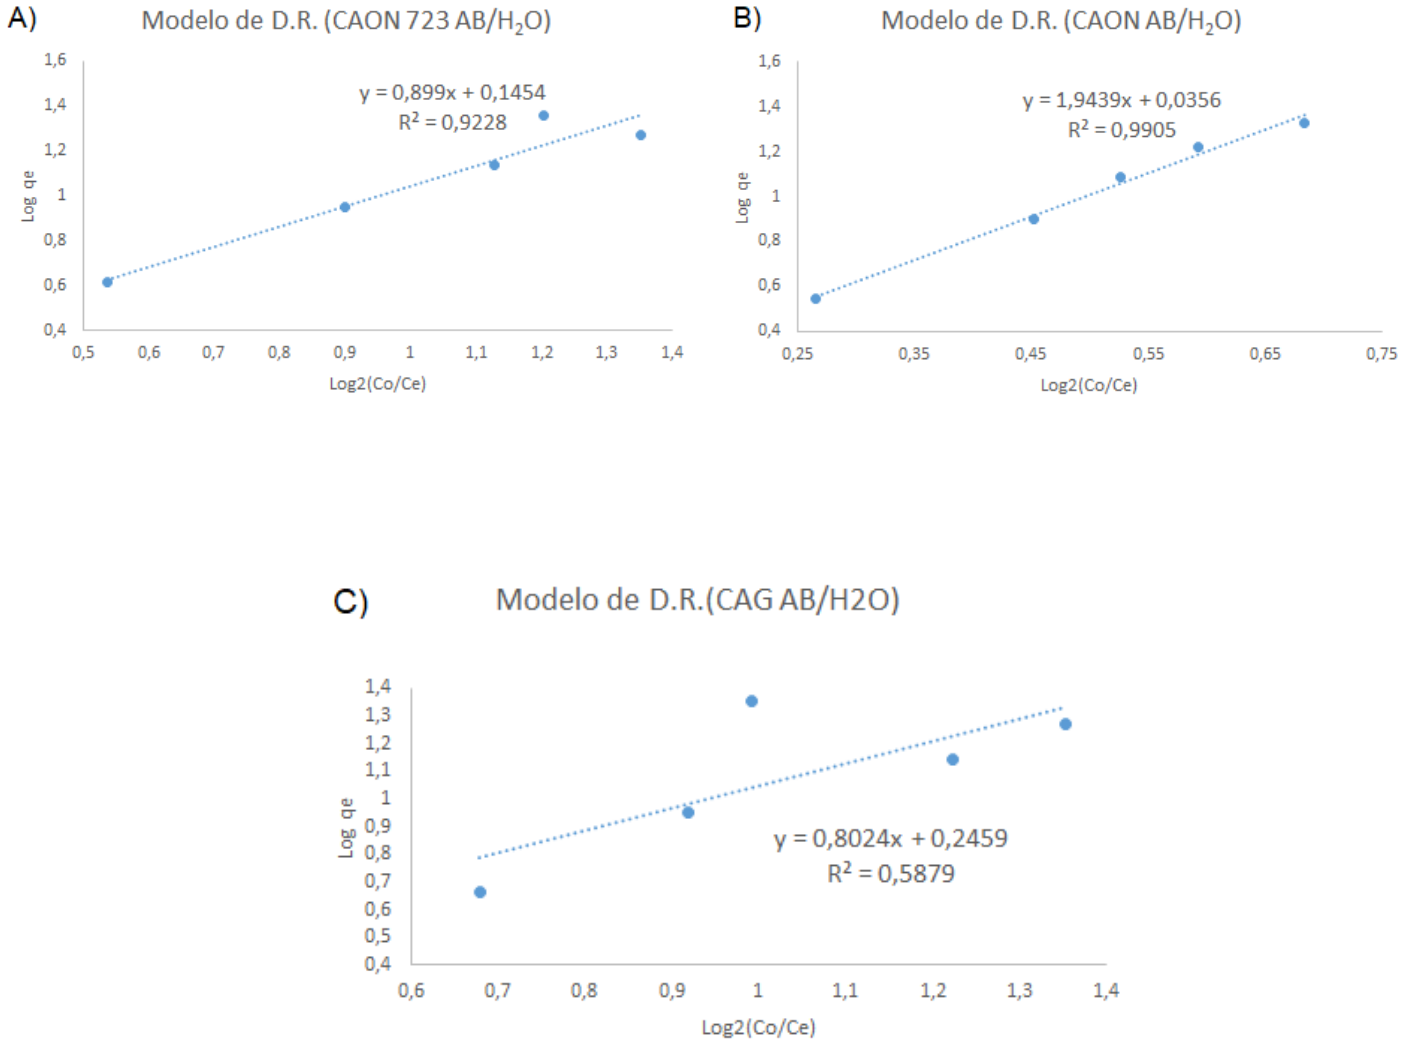 A)
Modelo de D.R. (CAON 723 AB/H₂O)
y = 0,899x + 0,1454
R² = 0,9228
Log qe
1,6
1,4
1,2
1
0,8
0,6
0,4
0,5 0,6 0,7 0,8 0,9 1 1,1 1,2 1,3 1,4
Log2(Co/Ce)
B)
Modelo de D.R. (CAON AB/H₂O)
y = 1,9439x + 0,0356
R² = 0,9905
Log qe
1,6
1,4
1,2
1
0,8
0,6
0,4
0,25 0,35 0,45 0,55 0,65 0,75
Log2(Co/Ce)
C)
Modelo de D.R.(CAG AB/H2O)
Log qe
1,4
1,3
1,2
1,1
1
0,9
0,8
0,7
0,6
0,5
0,4
y = 0,8024x + 0,2459
R² = 0,5879
0,6 0,7 0,8 0,9 1 1,1 1,2 1,3 1,4
Log2(Co/Ce)